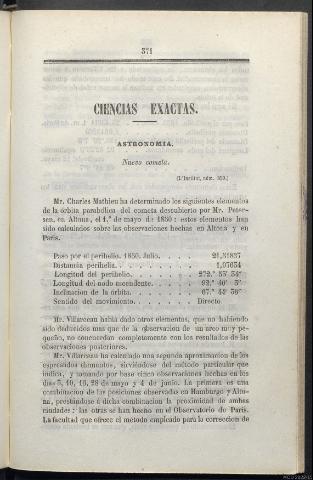 371
CIENCIAS EXACTAS.
ASTRONOMIA.
Nuevo cometa.
(L'Institut, núm.
Mr. Charles Mathieu ha determinado los siguientes elementos
de la órbita parabólica del cometa descubierto por Mr. Peter-
sen, en Altona, el 1.° de mayo de 1850: estos elementos han
sido calculados sobre las observaciones hechas en Altona y en
París.
Paso por el perihelio. 1850. Julio. . . . .
Distancia perihelia. . . . . . . . .
Longitud del perihelio. . . . . . . .
Longitud del nodo ascendente. . . . . .
Inclinacion de la órbita. . . . . . .
Sentido del movimiento. . . . . . . Directo
Mr. Villarceau habia dado otros elementos, que no habiendo
sido deducidos mas que de la observacion de un arco muy pe-
queño, no concuerdan completamente con los resultados de las
observaciones posteriores.
Mr. Villarceau ha calculado una segunda aproximacion de los
espresados elementos, sirviéndose del método particular que
indica, y tomando por base cinco observaciones hechas en los
dias 5, 10, 16, 28 de mayo y 4 de junio. La primera es una
combinacion de las posiciones observadas en Hamburgo y Alto-
na, prestándose á dicha combinacion la proximidad de ambas
ciudades: las otras se han hecho en el Observatorio de París.
La facultad que ofrece el método empleado para la correccion de